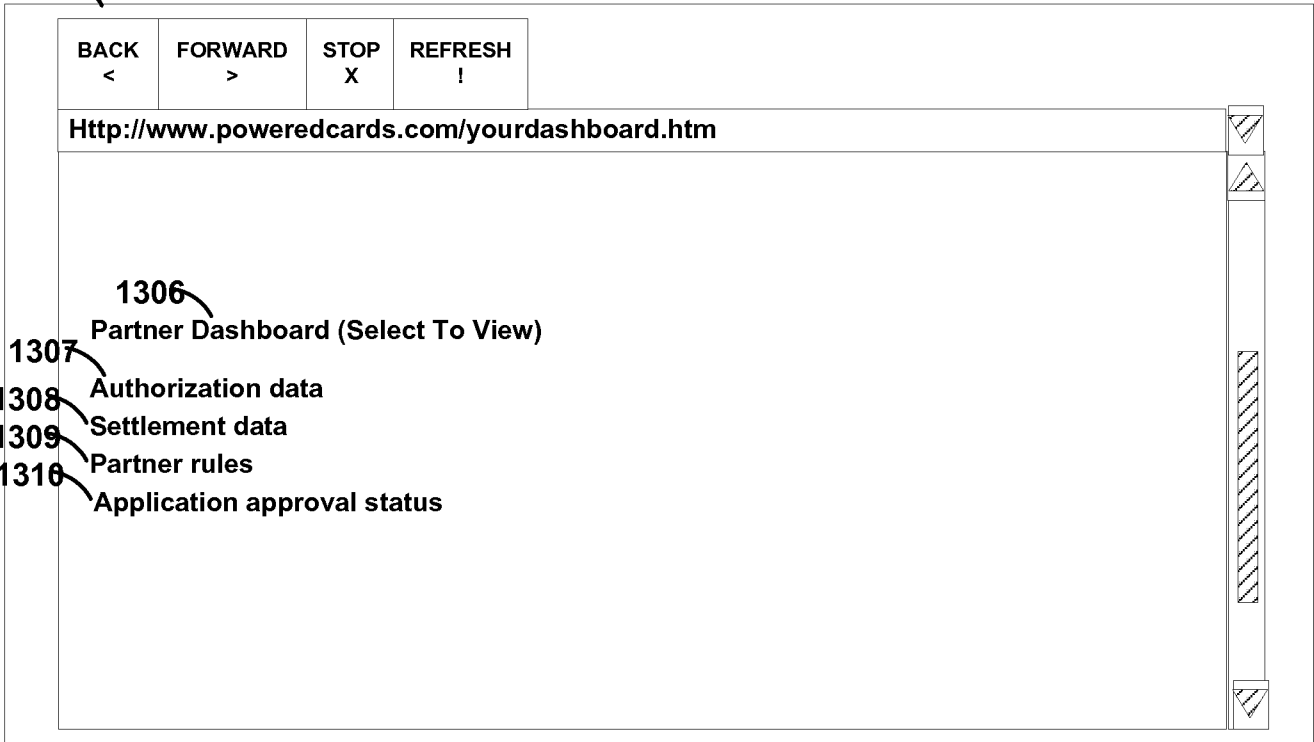 BACK FORWARD STOP REFRESH
< > X !
Http://www.poweredcards.com/yourdashboard.htm
1306
Partner Dashboard (Select To View)
1307
Authorization data
1308
Settlement data
1309
Partner rules
1310
Application approval status